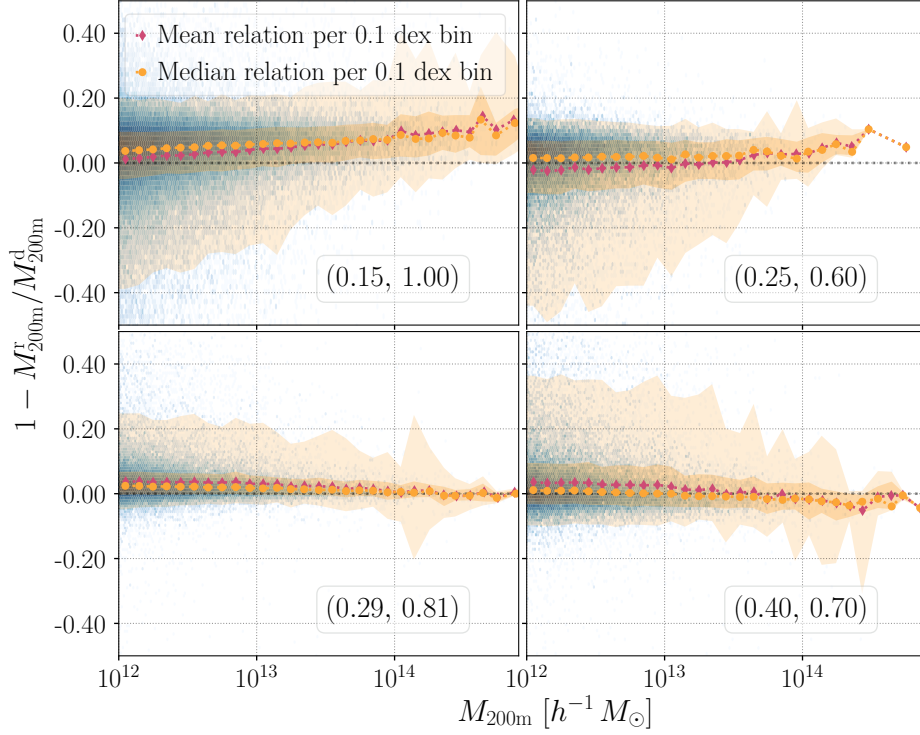 Mean relation per 0.1 dex bin
Median relation per 0.1 dex bin
0.40
0.20
0.00
-0.20
-0.40
(0.15, 1.00)
(0.25, 0.60)
1 − M^r_200m/M^d_200m
0.40
0.20
0.00
-0.20
-0.40
(0.29, 0.81)
(0.40, 0.70)
10^12 10^13 10^14 10^12 10^13 10^14
M_200m [h^−1 M_⊙]